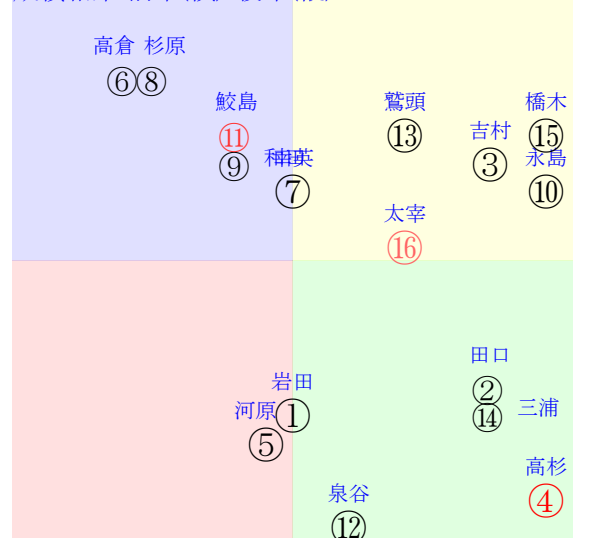 高倉 杉原
⑥⑧
鮫島 鷲頭 橋木
⑪ ⑬ 吉村 ⑮
⑨ ③ 永島
⑦ ⑩
太宰
⑯
田口
岩田 ②
河原 ① ⑭ 三浦
⑤
高杉
泉谷 ④
⑫